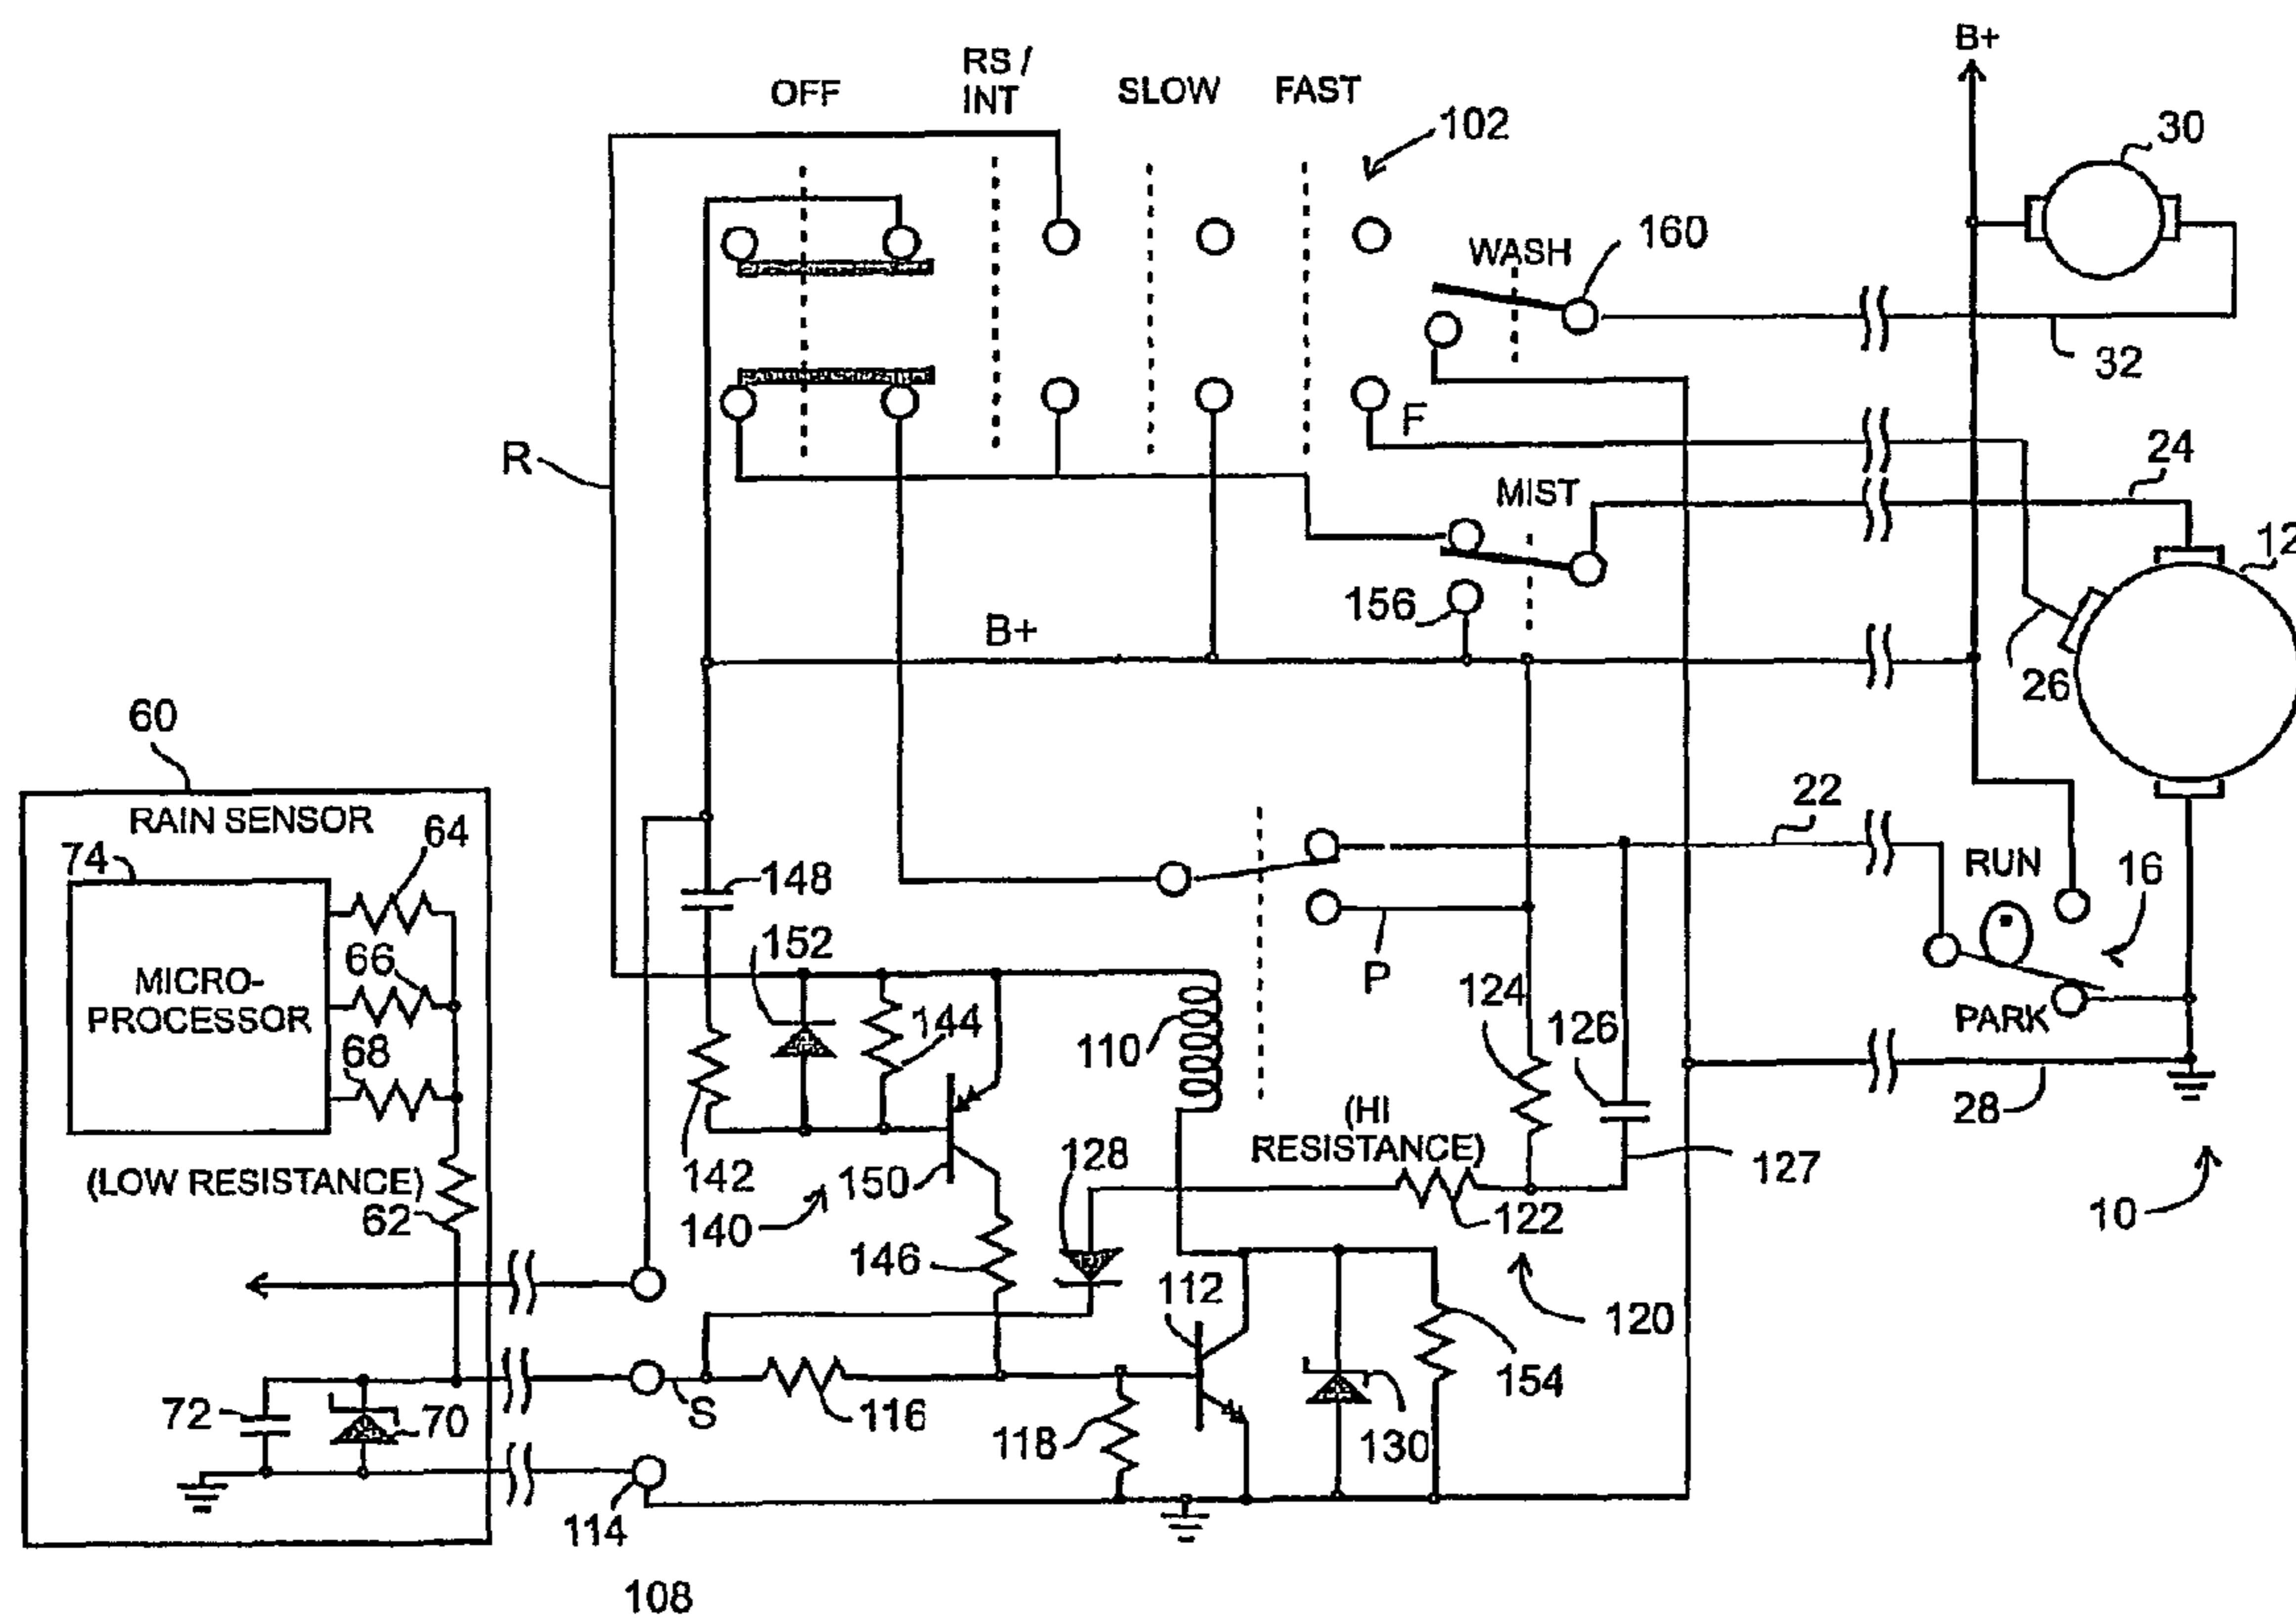 B+
RS /
INT
OFF
SLOW
FAST
102
30
WASH
160
32
F
24
R
MIST
12
156
B+
26
60
RAIN SENSOR
64
74
22
148
RUN
16
152
66
MICRO-
PROCESSOR
P
124
126
PARK
144
110
68
(HI
RESISTANCE)
28
128
(LOW RESISTANCE)
142
150
127
62
140
122
10
146
112
120
154
72
70
S
116
118
130
114
108